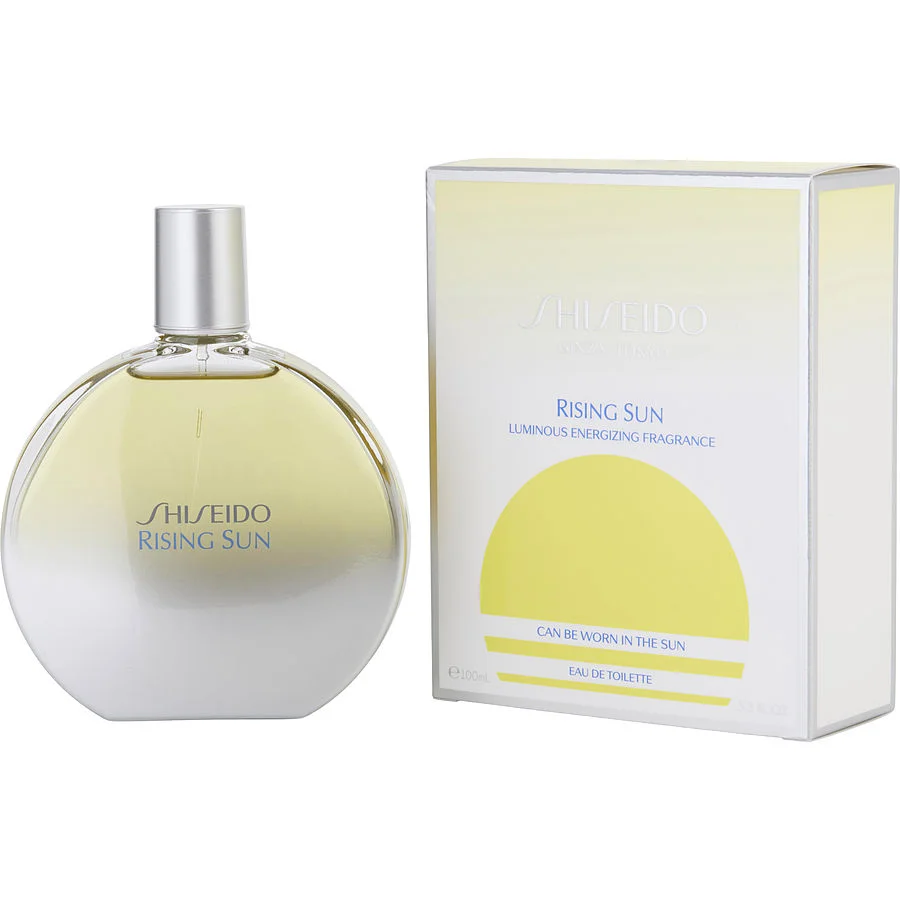 SHISEIDO
RISING SUN
SHISEIDO
RISING SUN
LUMINOUS ENERGIZING FRAGRANCE
CAN BE WORN IN THE SUN
EAU DE TOILETTE
℮100mL